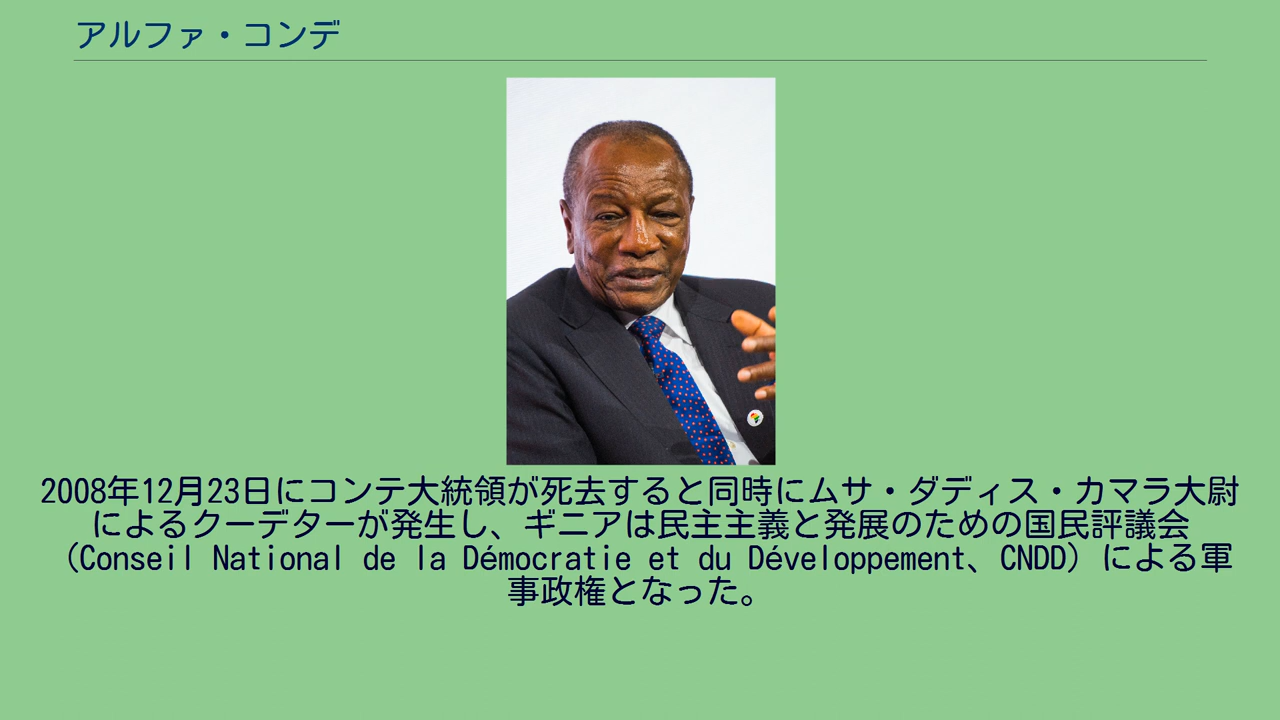 アルファ・コンデ
2008年12月23日にコンテ大統領が死去すると同時にムサ・ダディス・カマラ大尉
によるクーデターが発生し、ギニアは民主主義と発展のための国民評議会
（Conseil National de la Démocratie et du Développement、CNDD）による軍
事政権となった。